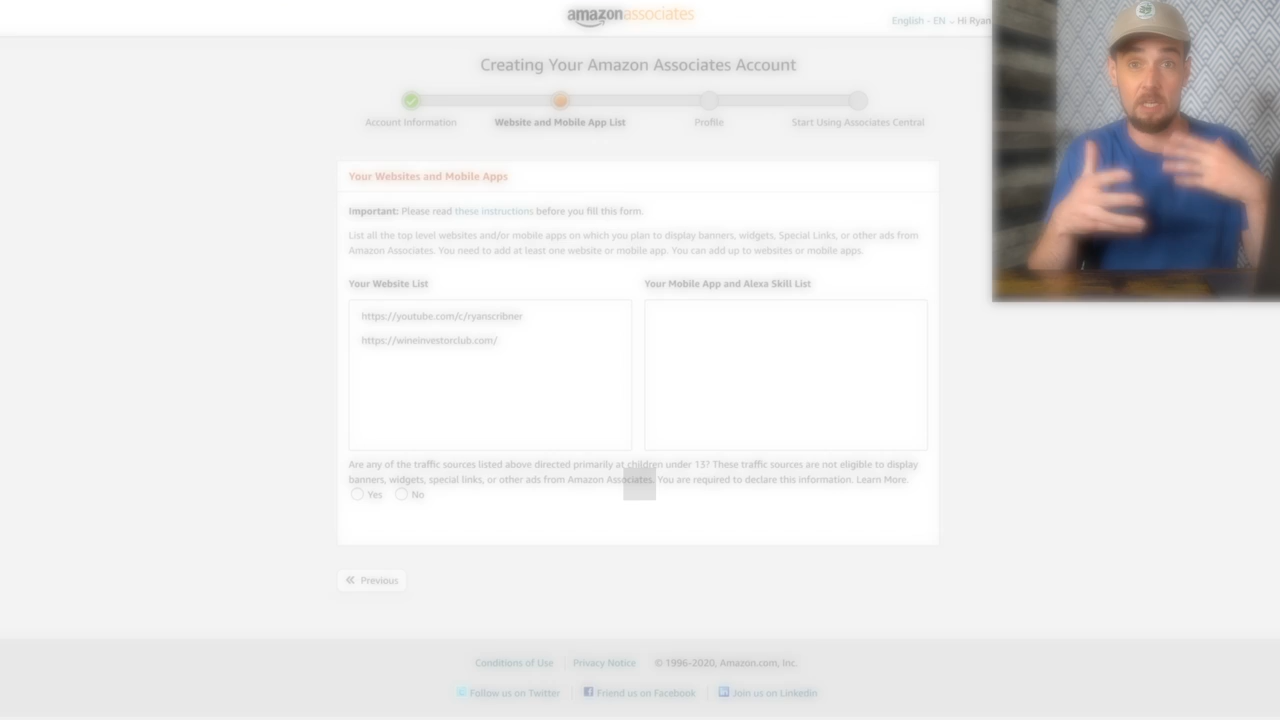 amazonassociates
English - EN Hi Ryan
Creating Your Amazon Associates Account
Account Information
Website and Mobile App List
Profile
Start Using Associates Central
Your Websites and Mobile Apps
Important: Please read these instructions before you fill this form.
List all the top level websites and/or mobile apps on which you plan to display banners, widgets, Special Links, or other ads from
Amazon Associates. You need to add at least one website or mobile app. You can add up to websites or mobile apps.
Your Website List
Your Mobile App and Alexa Skill List
https://youtube.com/c/ryanscribner
https://wineinvestorclub.com/
Are any of the traffic sources listed above directed primarily at children under 13? These traffic sources are not eligible to display
banners, widgets, special links, or other ads from Amazon Associates. You are required to declare this information. Learn More.
Yes No
« Previous
Conditions of Use Privacy Notice © 1996-2020, Amazon.com, Inc.
Follow us on Twitter Friend us on Facebook Join us on Linkedin